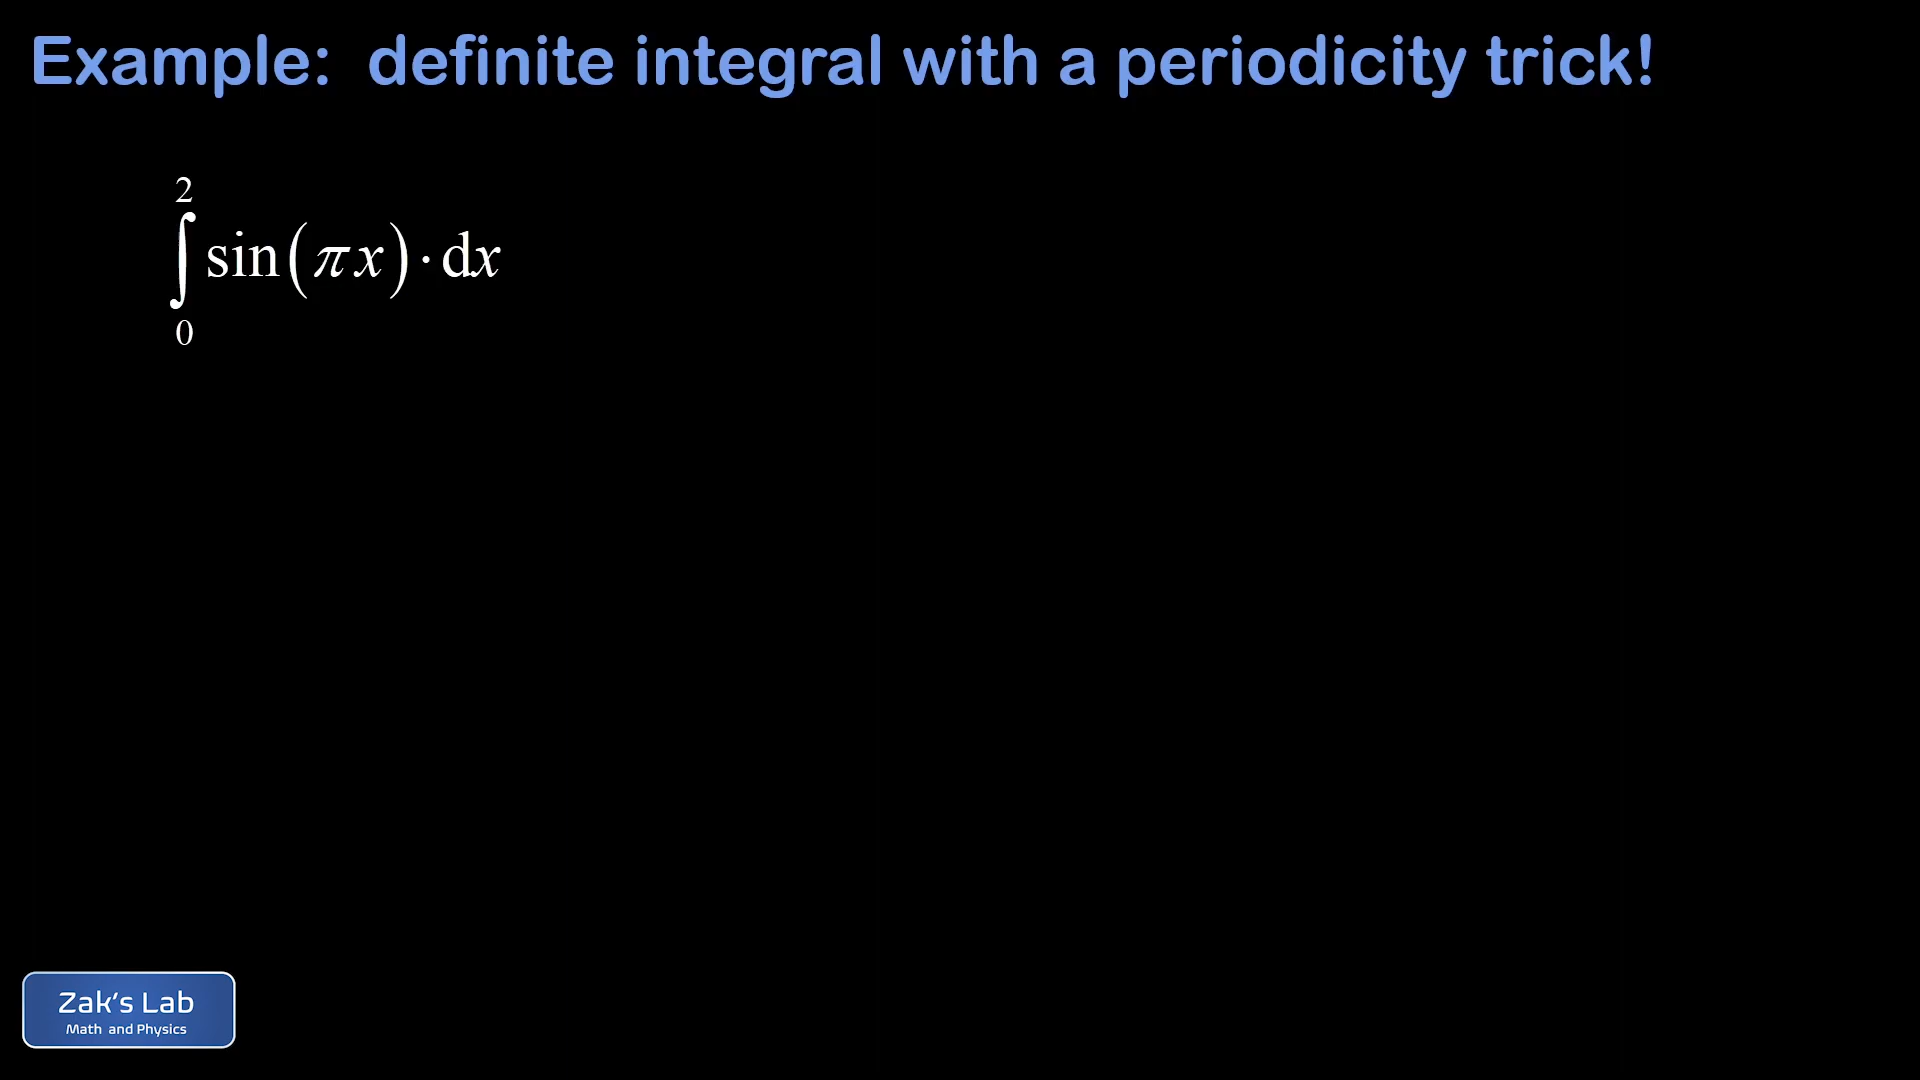 Example:  definite integral with a periodicity trick!
2
∫ sin(πx)·dx
0
Zak's Lab
Math and Physics